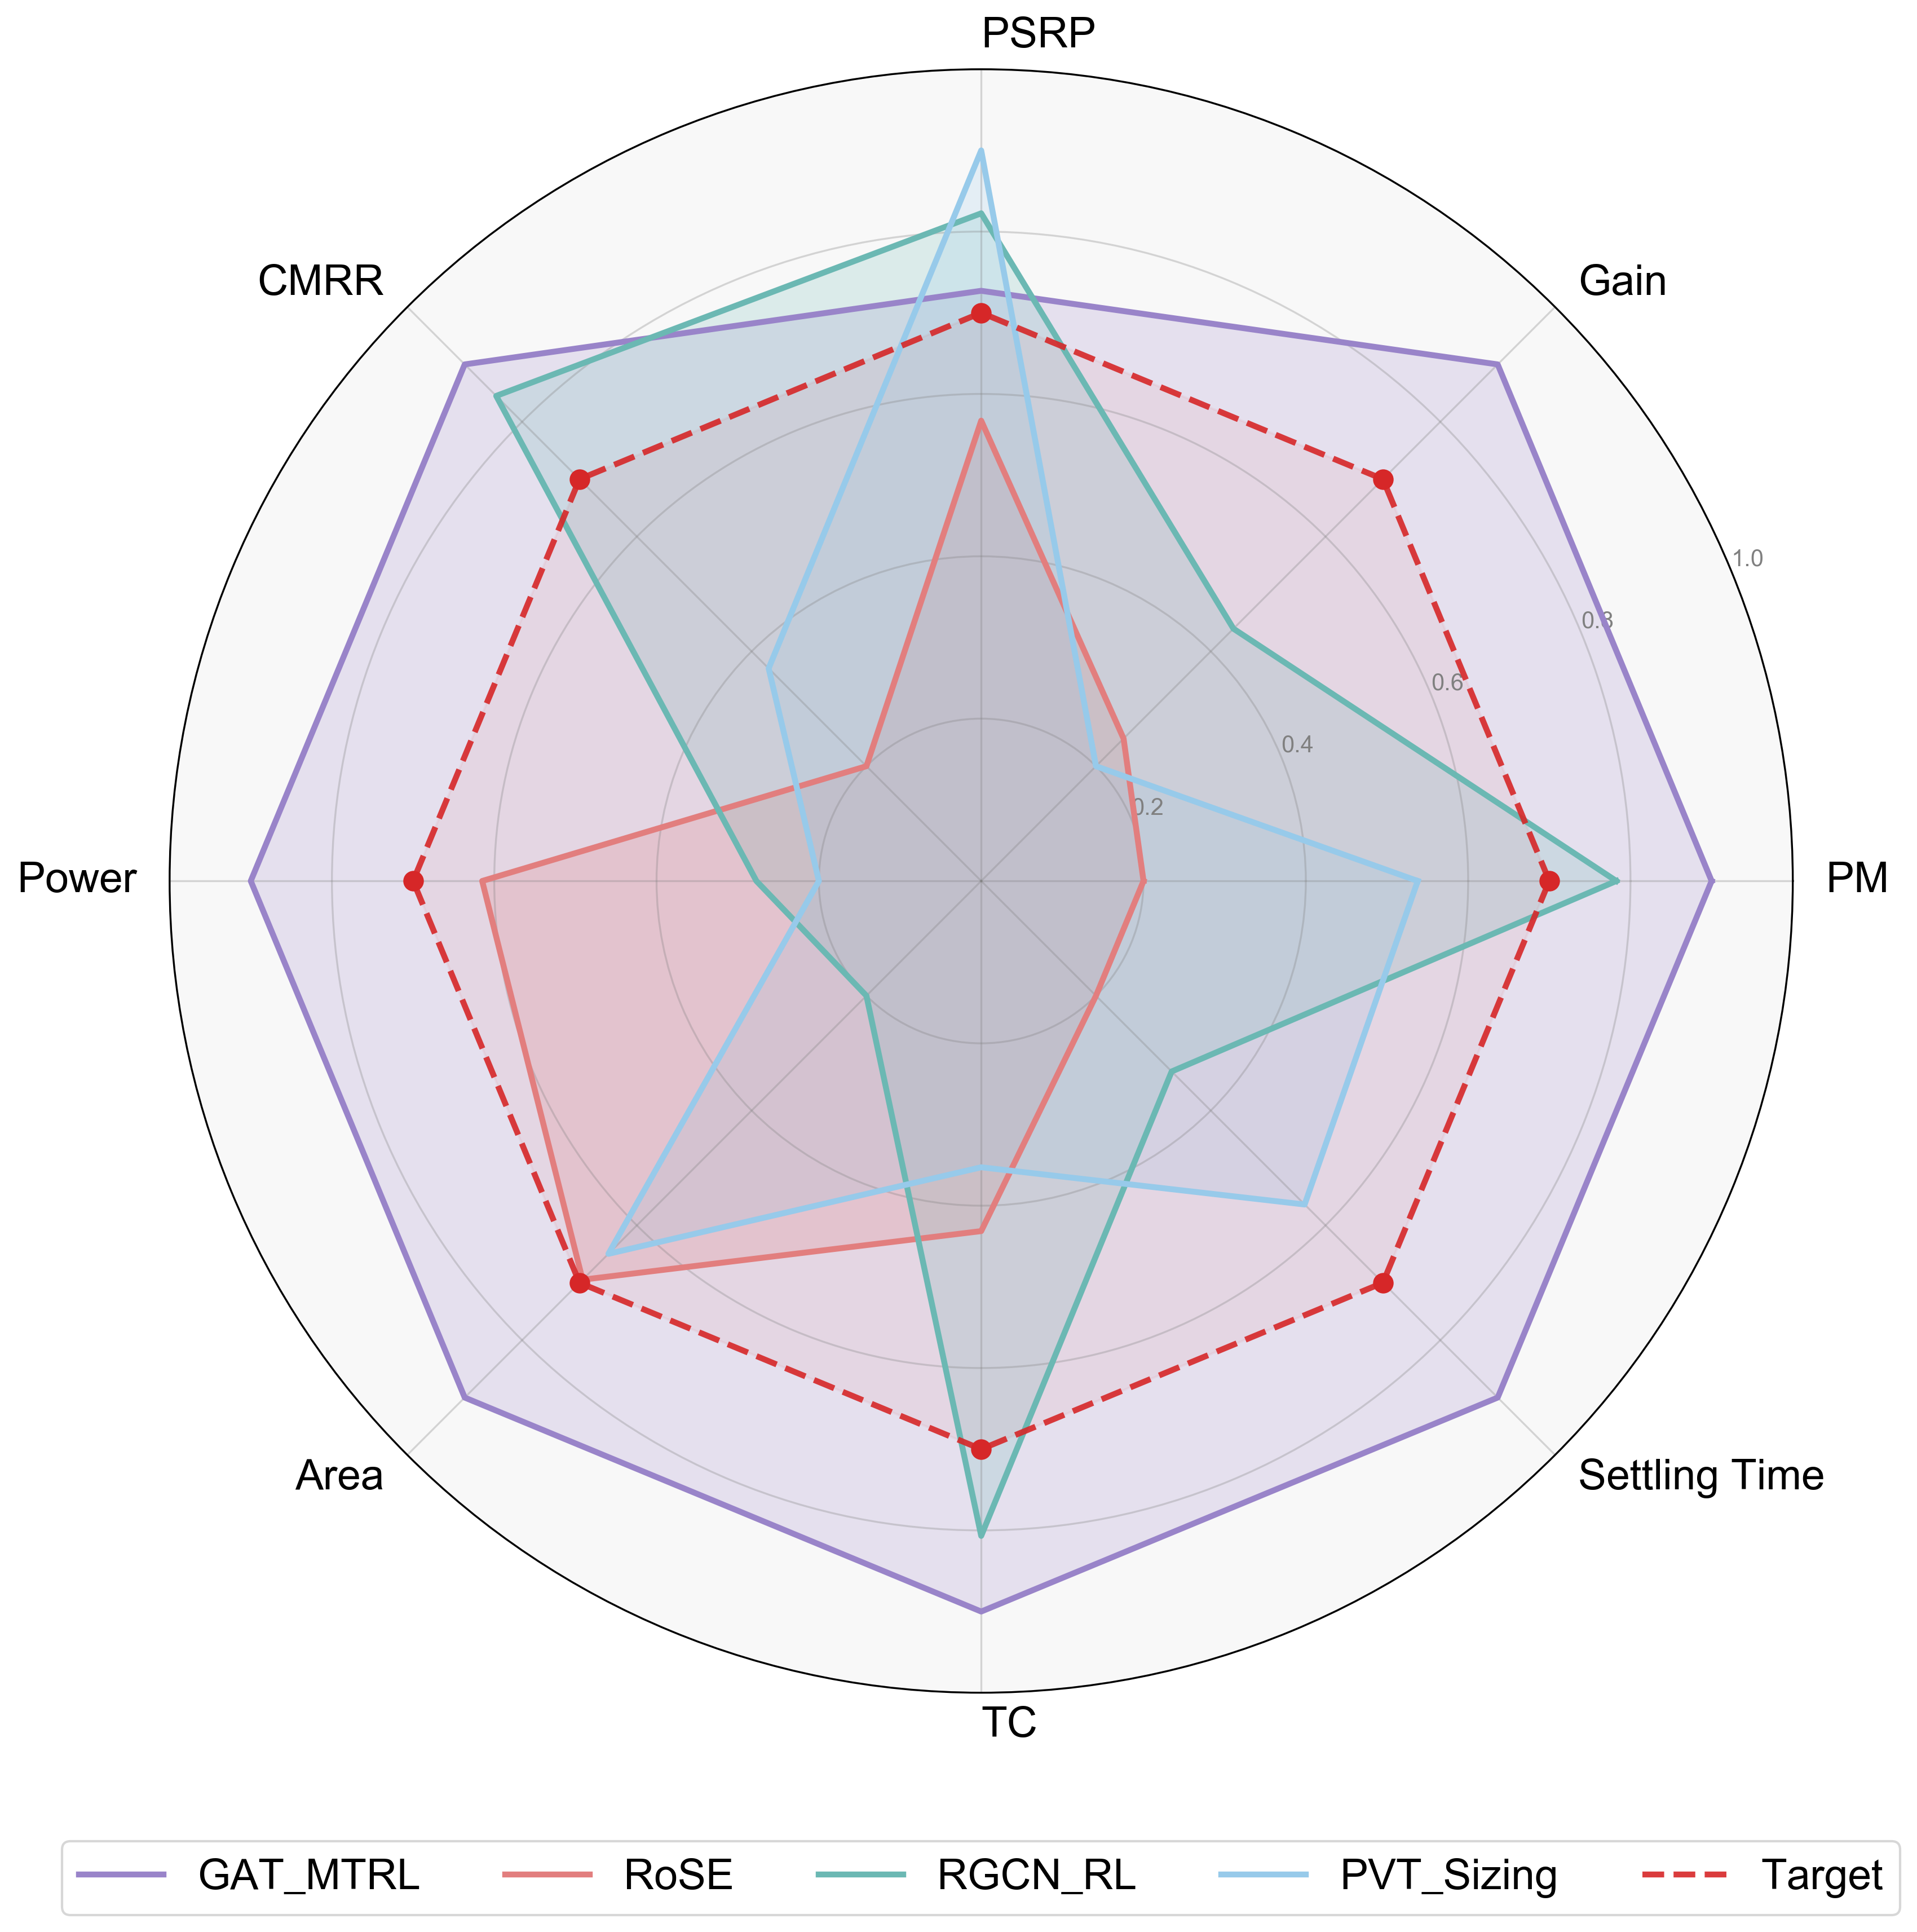 PSRP
CMRR
Gain
1.0
0.8
0.6
0.4
0.2
Power
PM
Area
Settling Time
TC
GAT_MTRL
RoSE
RGCN_RL
PVT_Sizing
Target